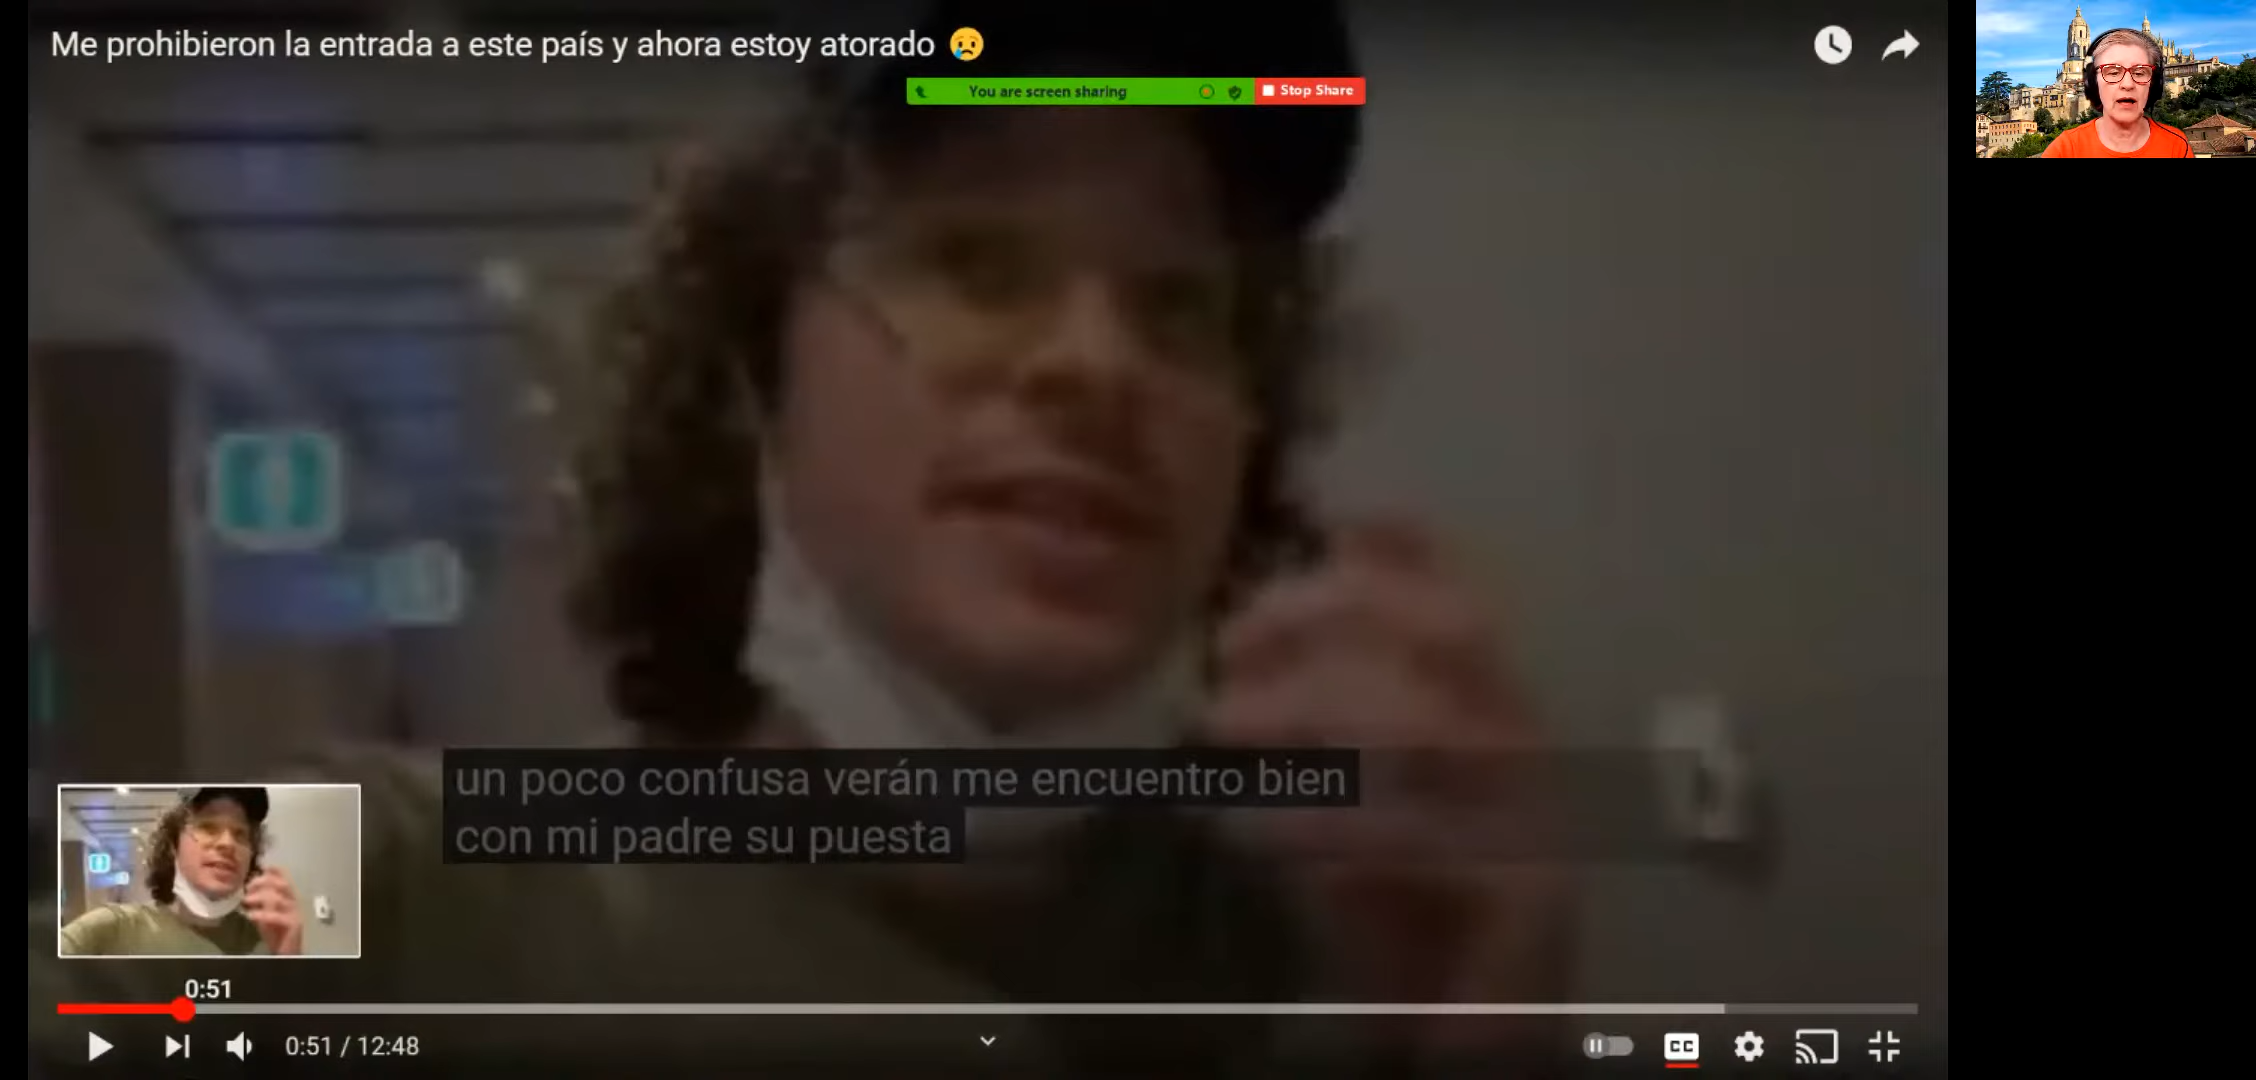 Me prohibieron la entrada a este país y ahora estoy atorado 😢
You are screen sharing
Stop Share
un poco confusa verán me encuentro bien
con mi padre su puesta
0:51
0:51 / 12:48
CC